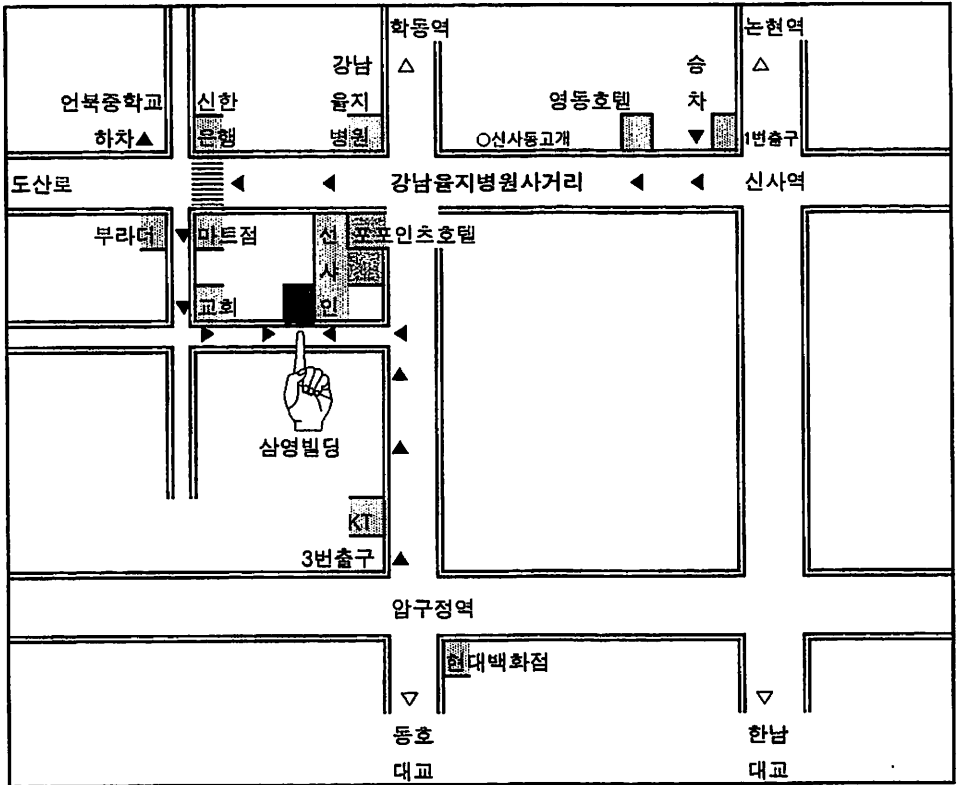 학동역
논현역
강남
승
언북중학교
신한
율지
영동호텔
차
하차▲
은행
병원
○신사동고개
1번출구
도산로
강남율지병원사거리
신사역
부라더
마트점
선
포포인츠호텔
사
교회
인
삼영빌딩
KT
3번출구
압구정역
현대백화점
동호
한남
대교
대교